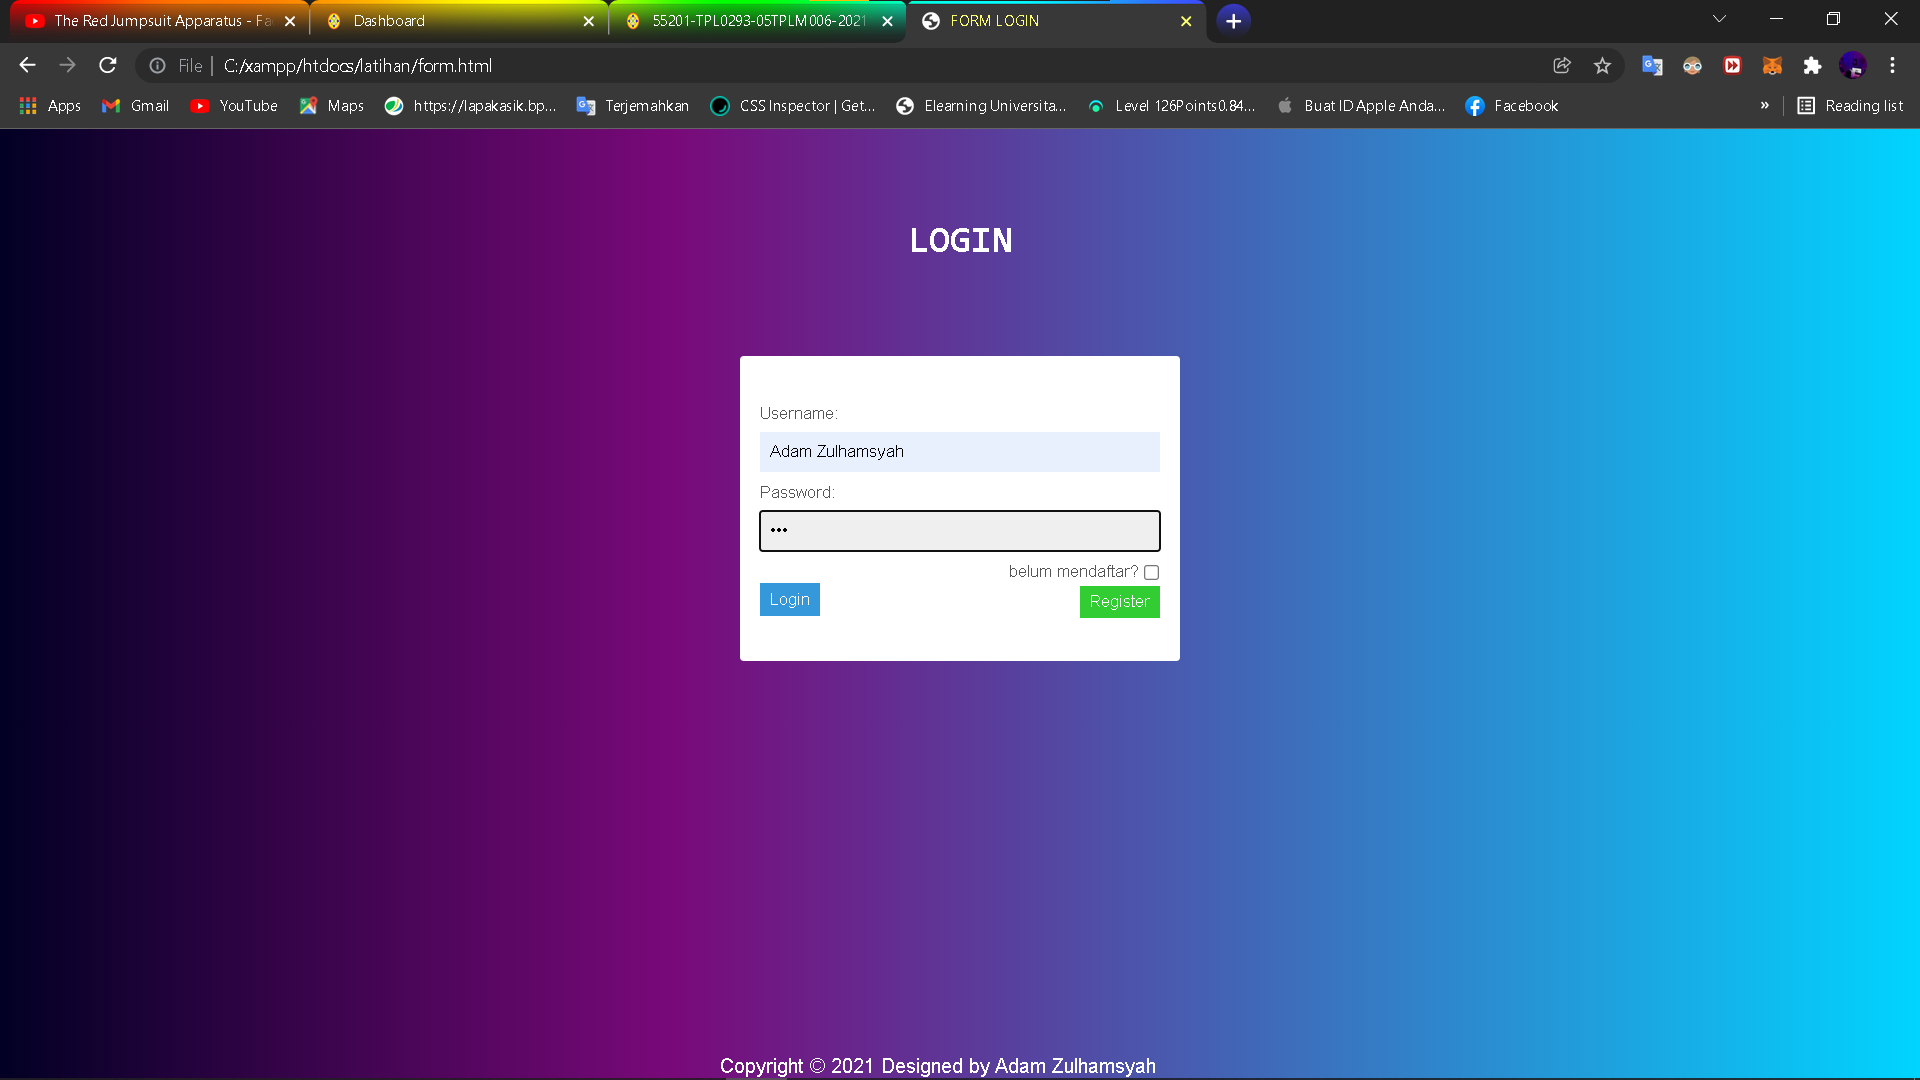 The Red Jumpsuit Apparatus - Fa
Dashboard
55201-TPL0293-05TPLM006-2021
FORM LOGIN
File | C:/xampp/htdocs/latihan/form.html
Apps
Gmail
YouTube
Maps
https://lapakasik.bp...
Terjemahkan
CSS Inspector | Get...
Elearning Universita...
Level 126Points0.84...
Buat ID Apple Anda...
Facebook
»
Reading list
LOGIN
Username:
Adam Zulhamsyah
Password:
•••
belum mendaftar?
Login
Register
Copyright © 2021 Designed by Adam Zulhamsyah